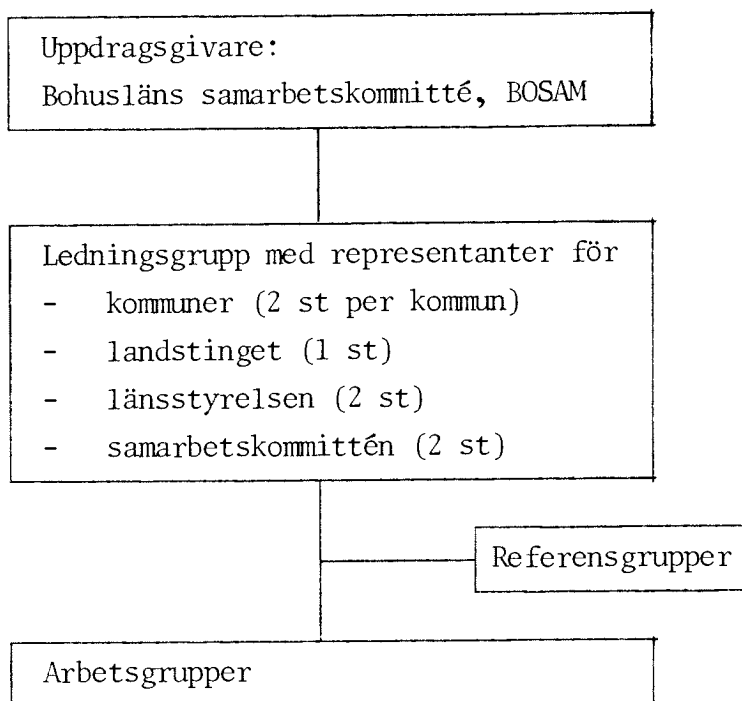 Uppdragsgivare:
Bohusläns samarbetskommitté, BOSAM
Ledningsgrupp med representanter för
- kommuner (2 st per kommun)
- landstinget (1 st)
- länsstyrelsen (2 st)
- samarbetskommittén (2 st)
Referensgrupper
Arbetsgrupper